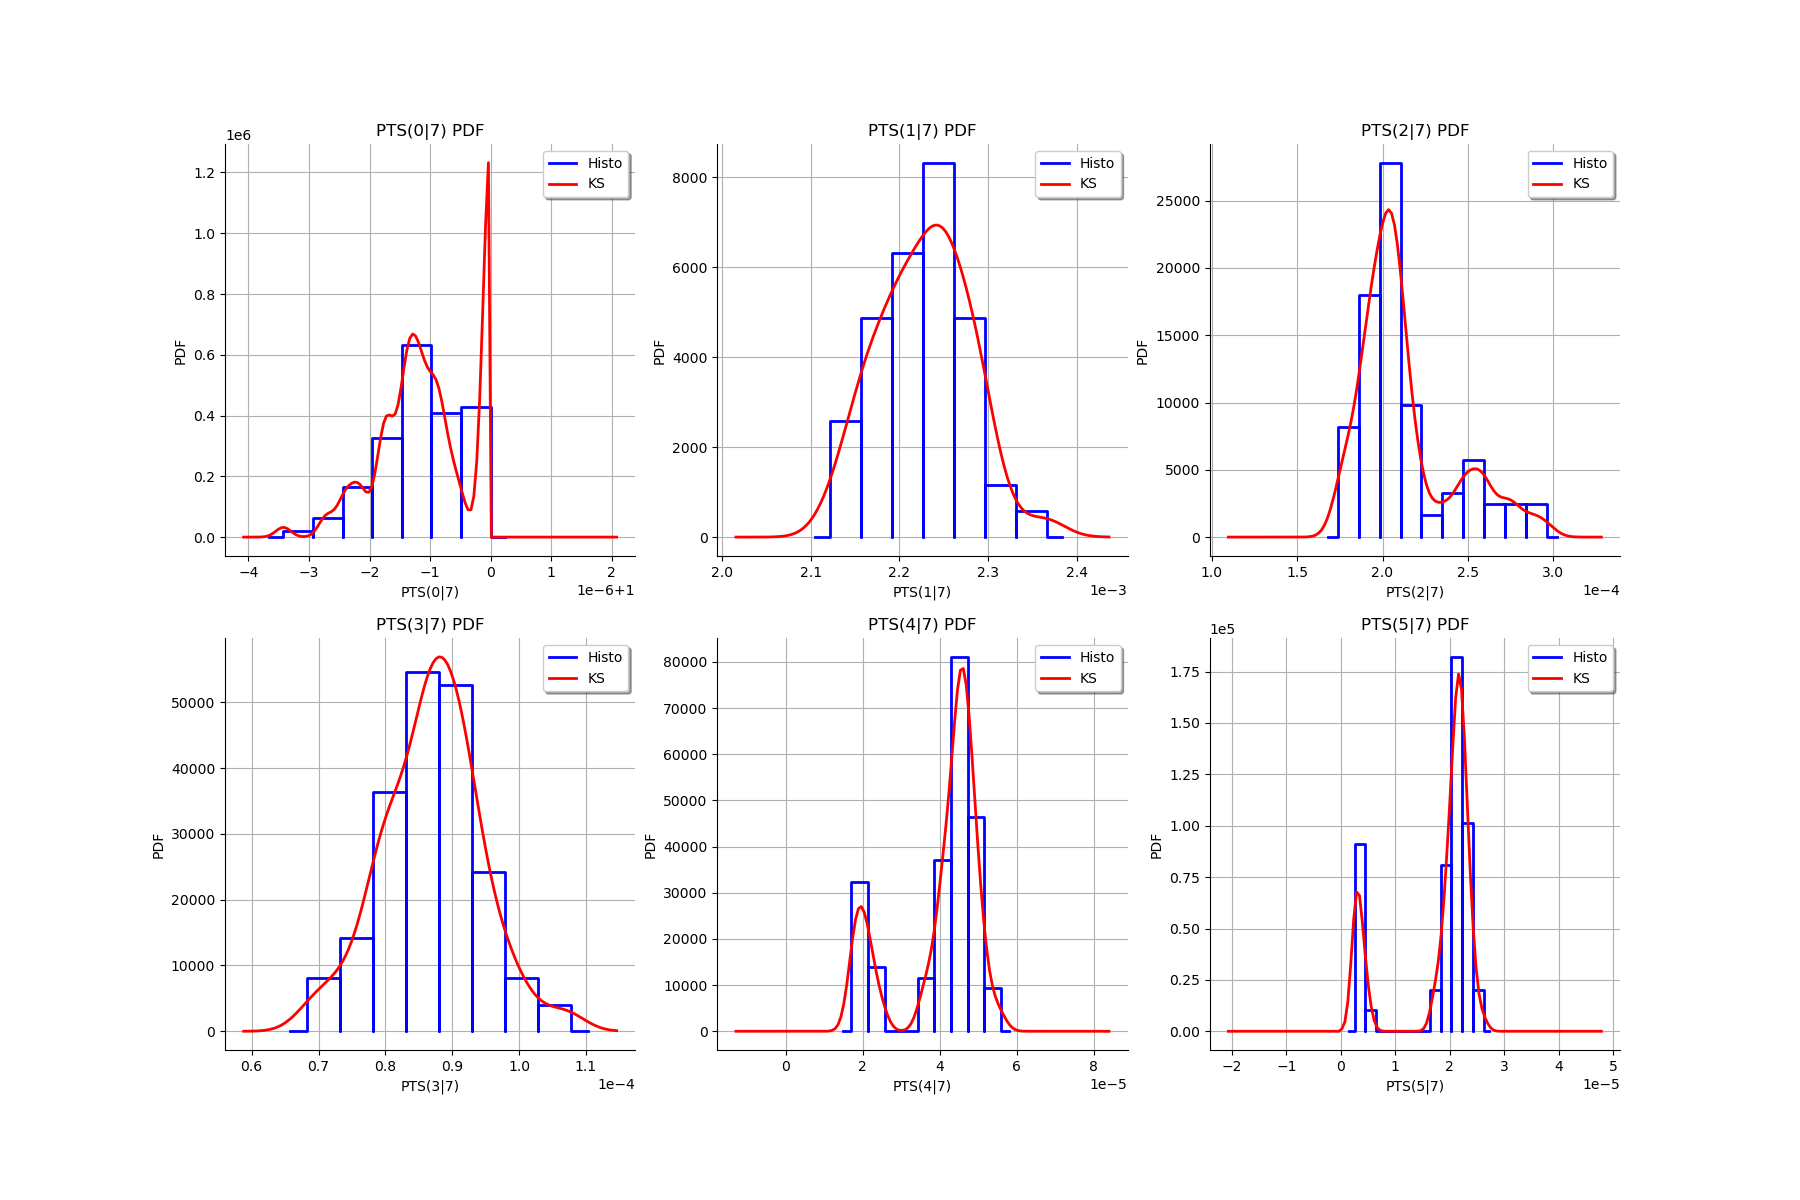 PTS(0|7) PDF
1e6
Histo
KS
PDF
1.2
1.0
0.8
0.6
0.4
0.2
0.0
−4 −3 −2 −1 0 1 2
1e−6+1
PTS(0|7)
PTS(1|7) PDF
Histo
KS
PDF
8000
6000
4000
2000
0
2.0 2.1 2.2 2.3 2.4
1e−3
PTS(1|7)
PTS(2|7) PDF
Histo
KS
PDF
25000
20000
15000
10000
5000
0
1.0 1.5 2.0 2.5 3.0
1e−4
PTS(2|7)
PTS(3|7) PDF
Histo
KS
PDF
50000
40000
30000
20000
10000
0
0.6 0.7 0.8 0.9 1.0 1.1
1e−4
PTS(3|7)
PTS(4|7) PDF
Histo
KS
PDF
80000
70000
60000
50000
40000
30000
20000
10000
0
0 2 4 6 8
1e−5
PTS(4|7)
PTS(5|7) PDF
1e5
Histo
KS
PDF
1.75
1.50
1.25
1.00
0.75
0.50
0.25
0.00
−2 −1 0 1 2 3 4 5
1e−5
PTS(5|7)